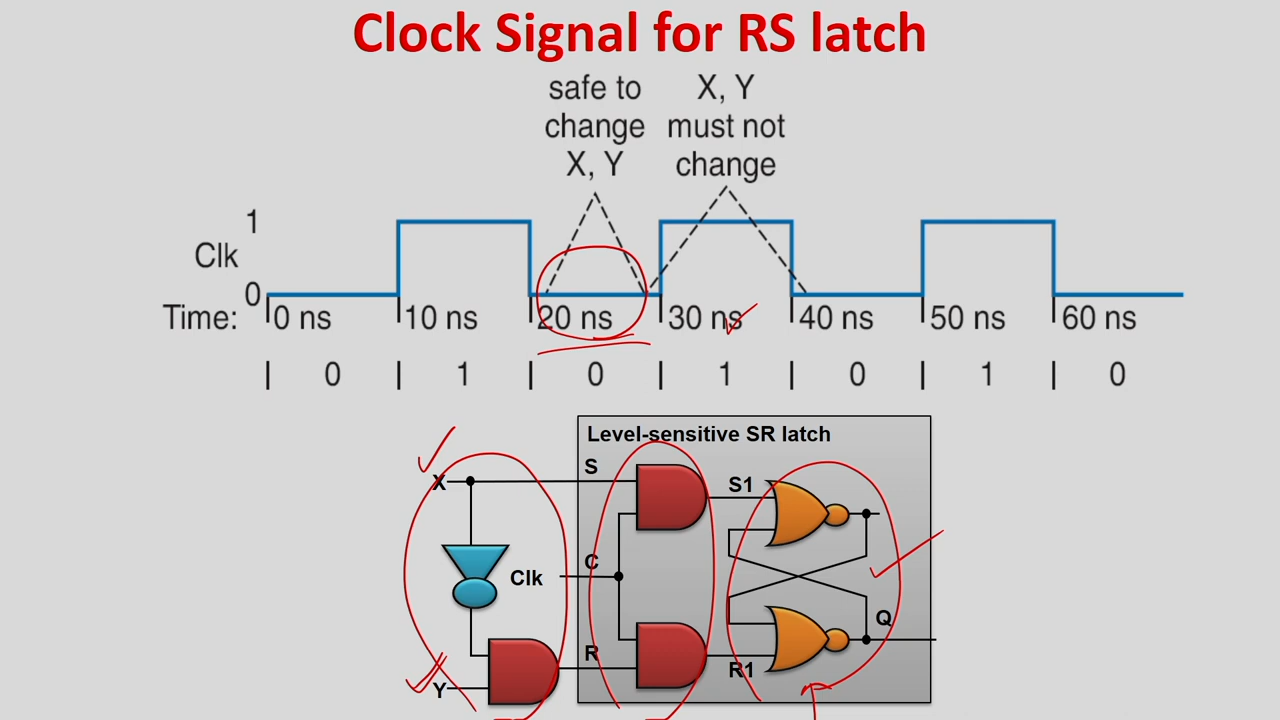 Clock Signal for RS latch
safe to
change
X, Y
X, Y
must not
change
1
Clk
0
Time: 0 ns 10 ns 20 ns 30 ns 40 ns 50 ns 60 ns
| 0 | 1 | 0 | 1 | 0 | 1 | 0
Level-sensitive SR latch
X
S
S1
Clk
C
Q
Y
R
R1